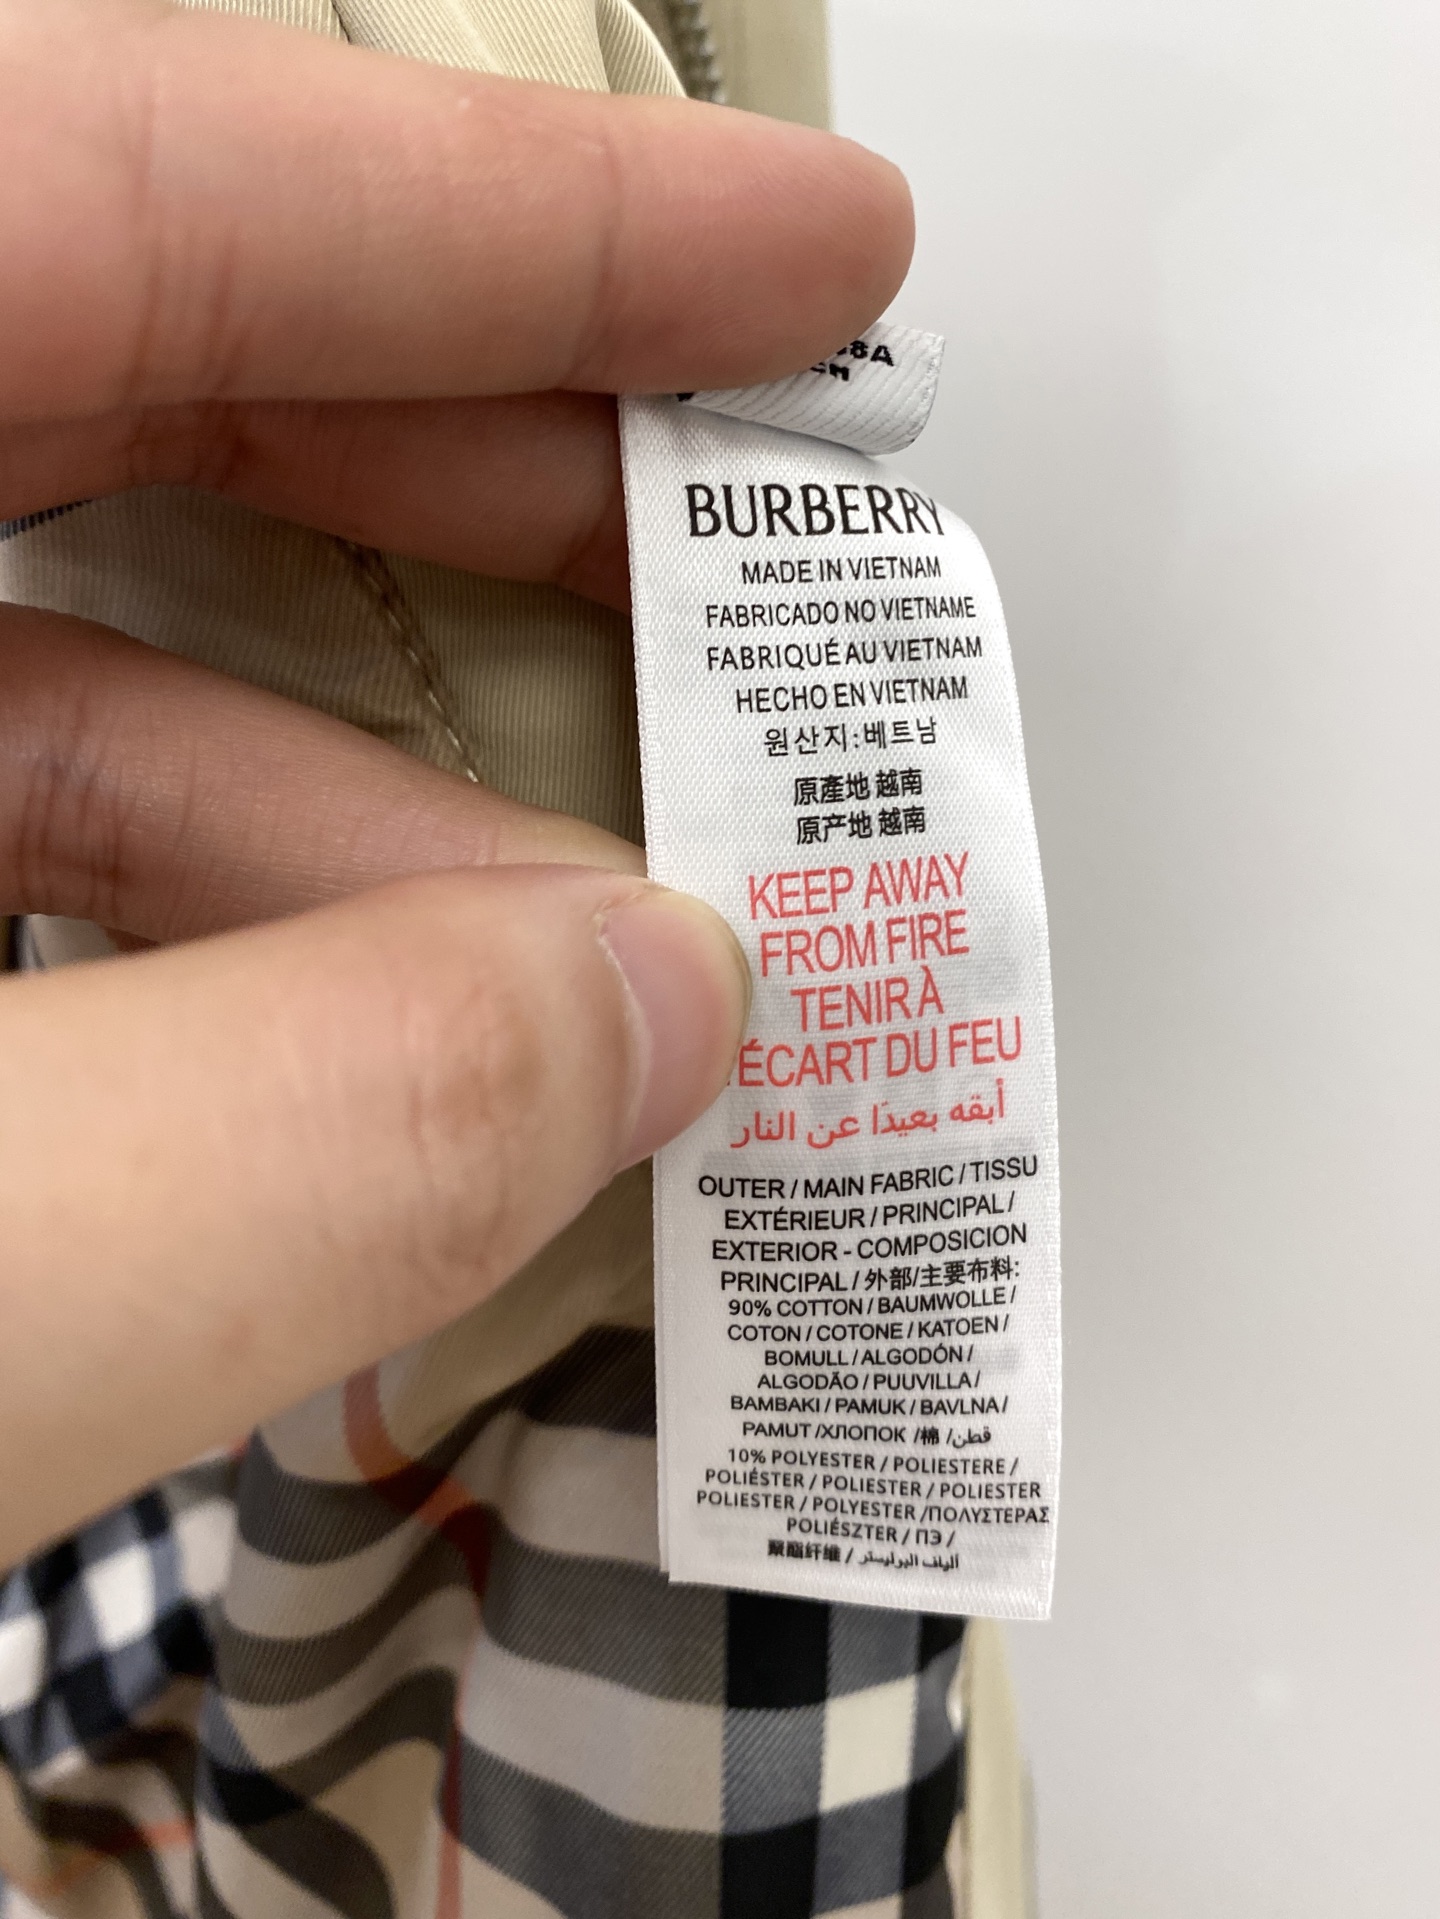 8A
CM
BURBERRY
MADE IN VIETNAM
FABRICADO NO VIETNAME
FABRIQUÉ AU VIETNAM
HECHO EN VIETNAM
원산지:베트남
原產地 越南
原产地 越南
KEEP AWAY
FROM FIRE
TENIR À
ÉCART DU FEU
أبقه بعيدًا عن النار
OUTER / MAIN FABRIC / TISSU
EXTÉRIEUR / PRINCIPAL /
EXTERIOR - COMPOSICION
PRINCIPAL / 外部/主要布料:
90% COTTON / BAUMWOLLE /
COTON / COTONE / KATOEN /
BOMULL / ALGODÓN /
ALGODÃO / PUUVILLA /
BAMBAKI / PAMUK / BAVLNA /
PAMUT /ХЛОПОК /棉 /قطن
10% POLYESTER / POLIESTERE /
POLIÉSTER / POLIESTER / POLIESTER
POLIESTER / POLYESTER /ΠΟΛΥΣΤΕΡΑΣ
POLIÉSZTER / ПЭ /
聚酯纤维 / ألياف البوليستر